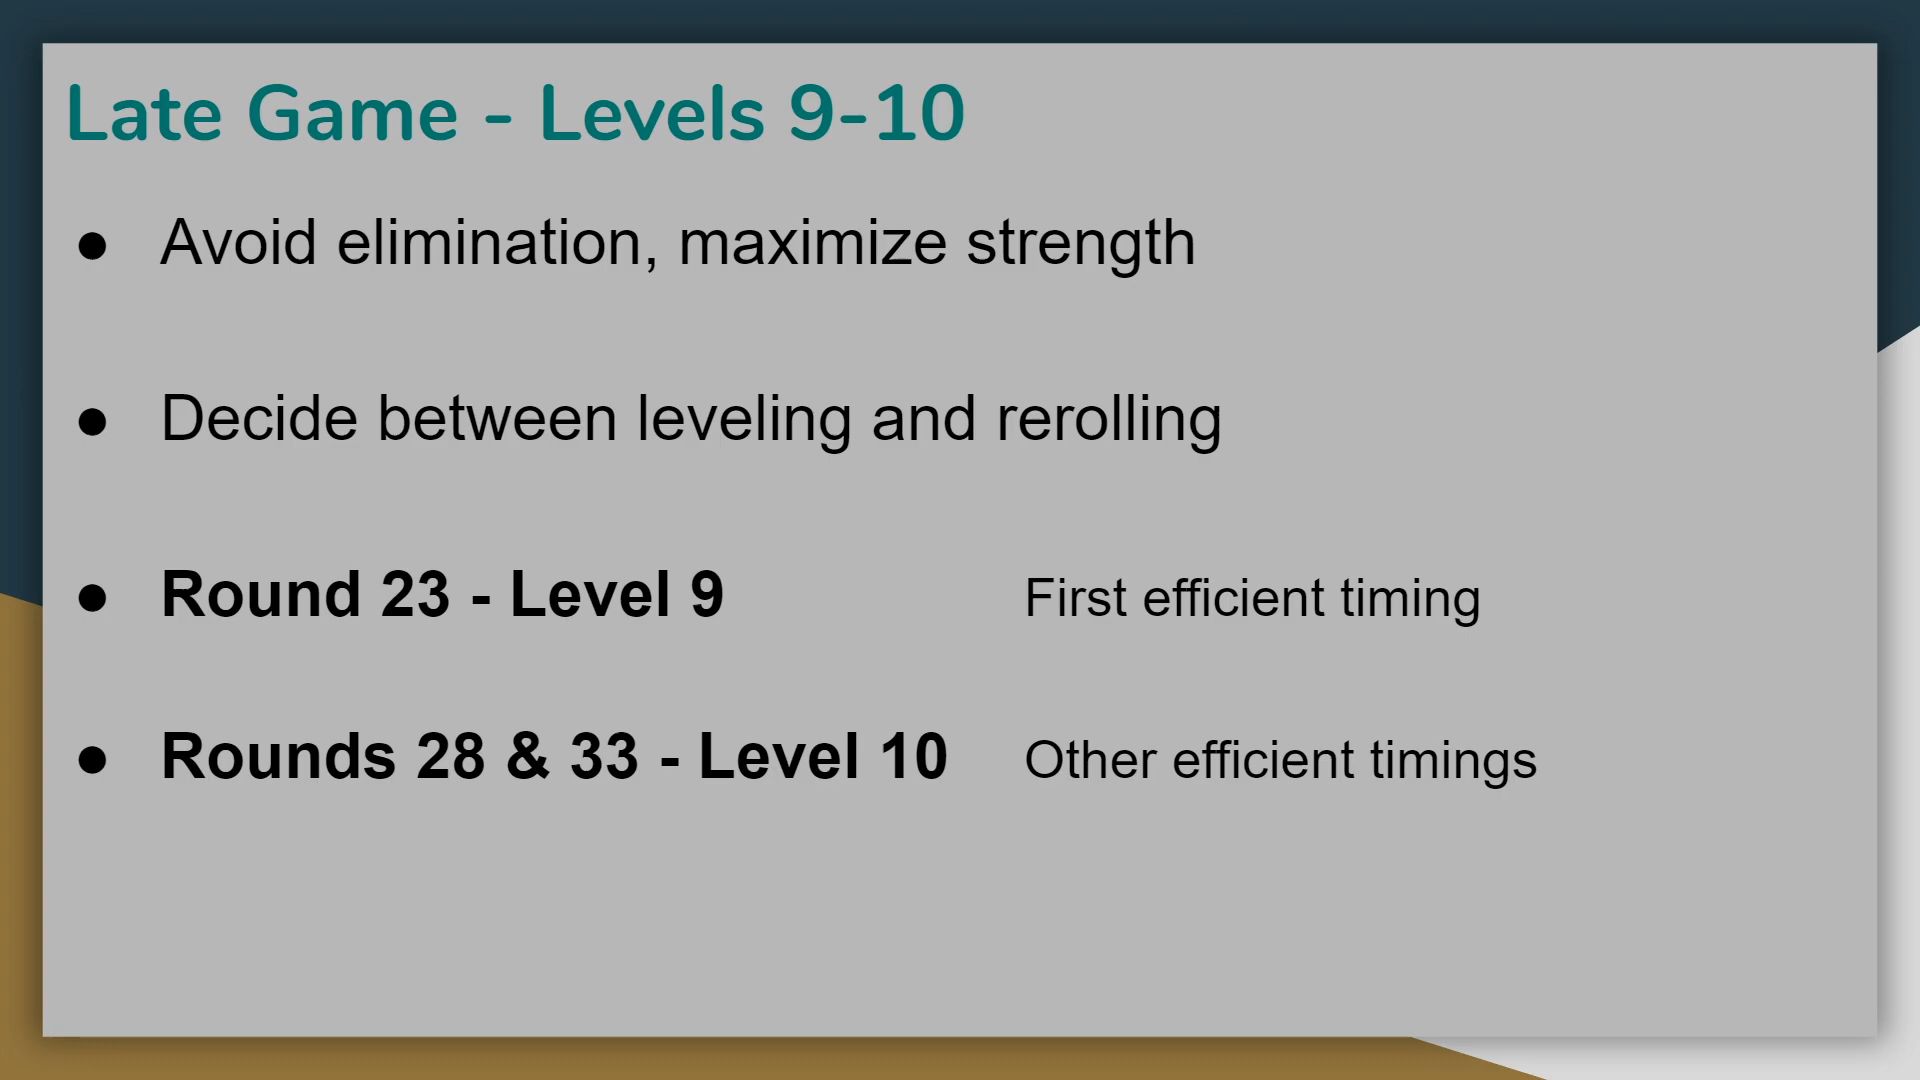 Late Game - Levels 9-10
● Avoid elimination, maximize strength
● Decide between leveling and rerolling
● Round 23 - Level 9 First efficient timing
● Rounds 28 & 33 - Level 10 Other efficient timings